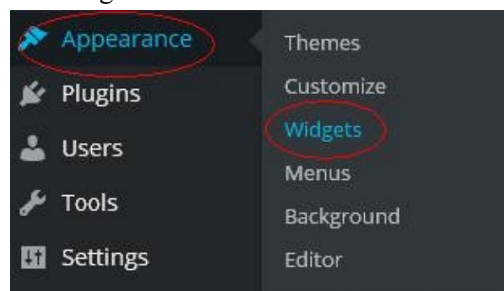 Appearance
Plugins
Users
Tools
Settings
Themes
Customize
Widgets
Menus
Background
Editor